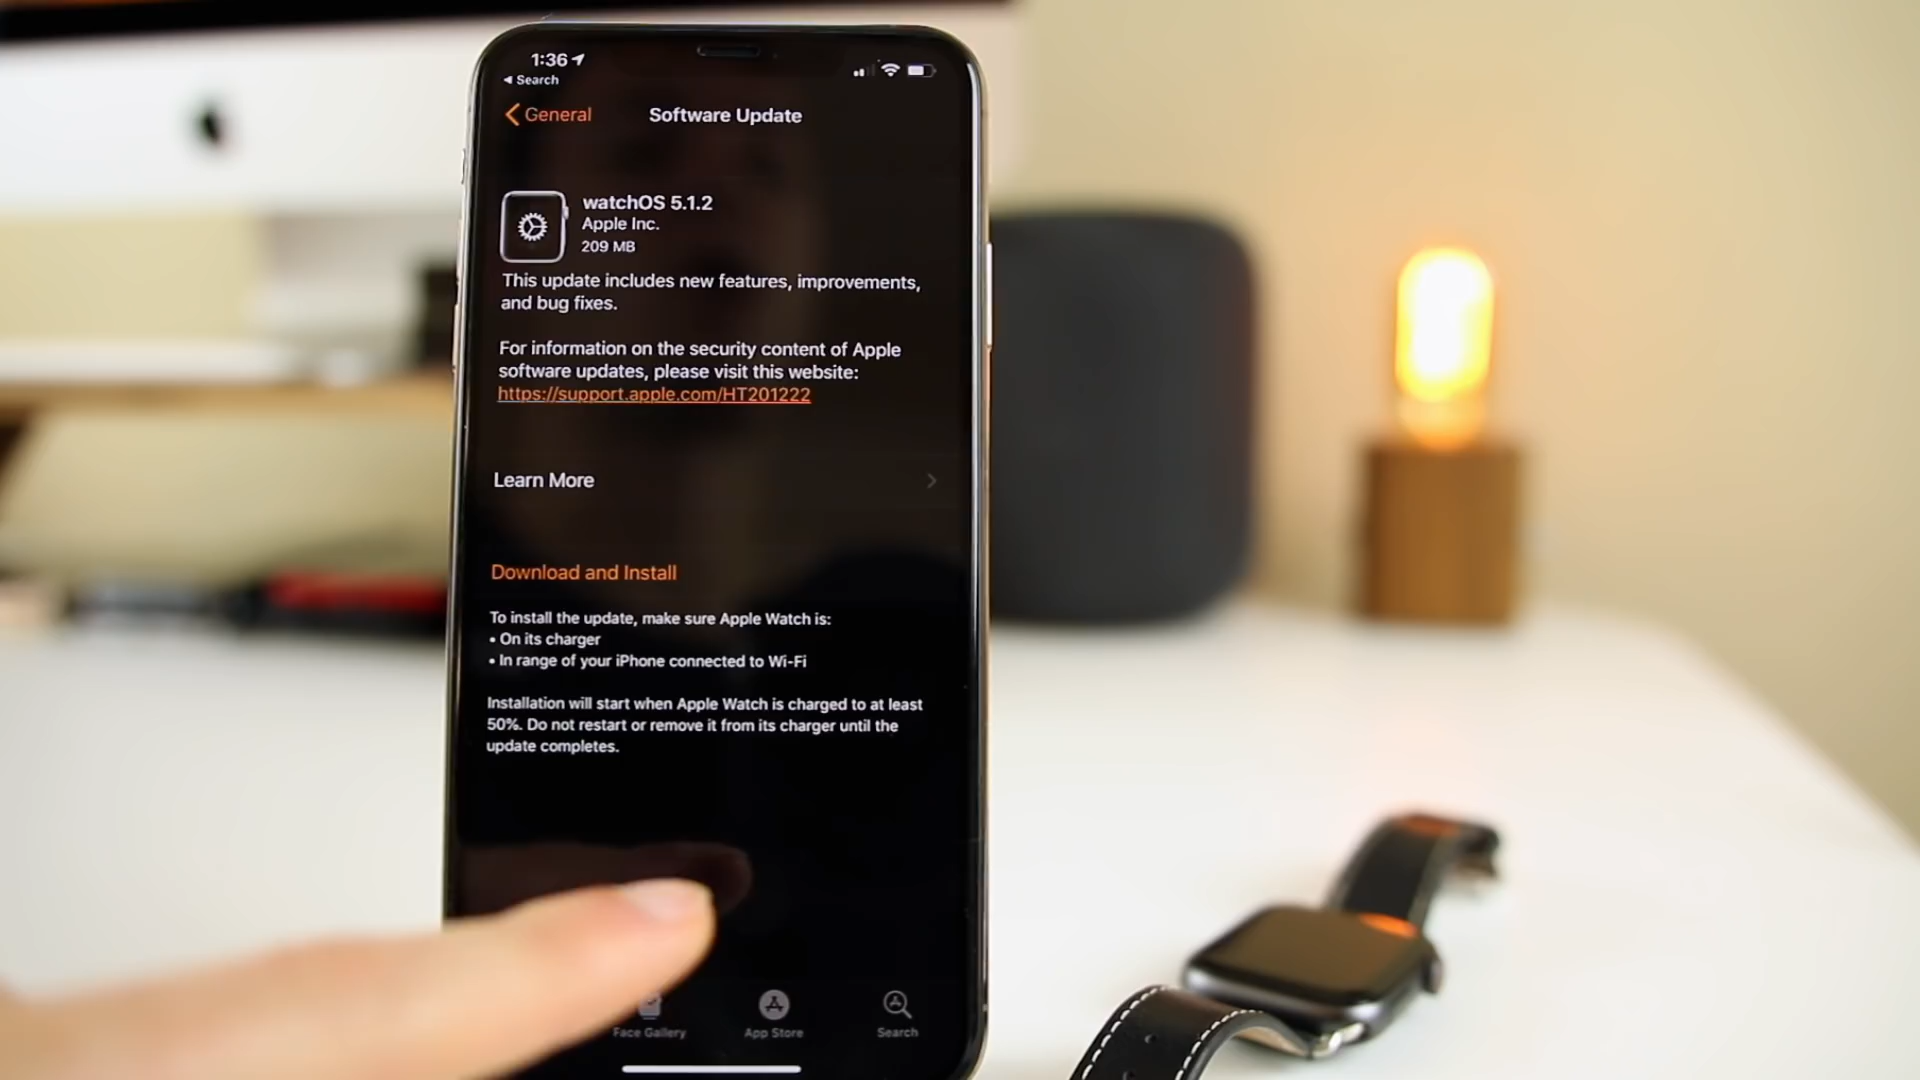 1:36
Search
General
Software Update
watchOS 5.1.2
Apple Inc.
209 MB
This update includes new features, improvements,
and bug fixes.
For information on the security content of Apple
software updates, please visit this website:
https://support.apple.com/HT201222
Learn More
Download and Install
To install the update, make sure Apple Watch is:
• On its charger
• In range of your iPhone connected to Wi-Fi
Installation will start when Apple Watch is charged to at least
50%. Do not restart or remove it from its charger until the
update completes.
Face Gallery
App Store
Search